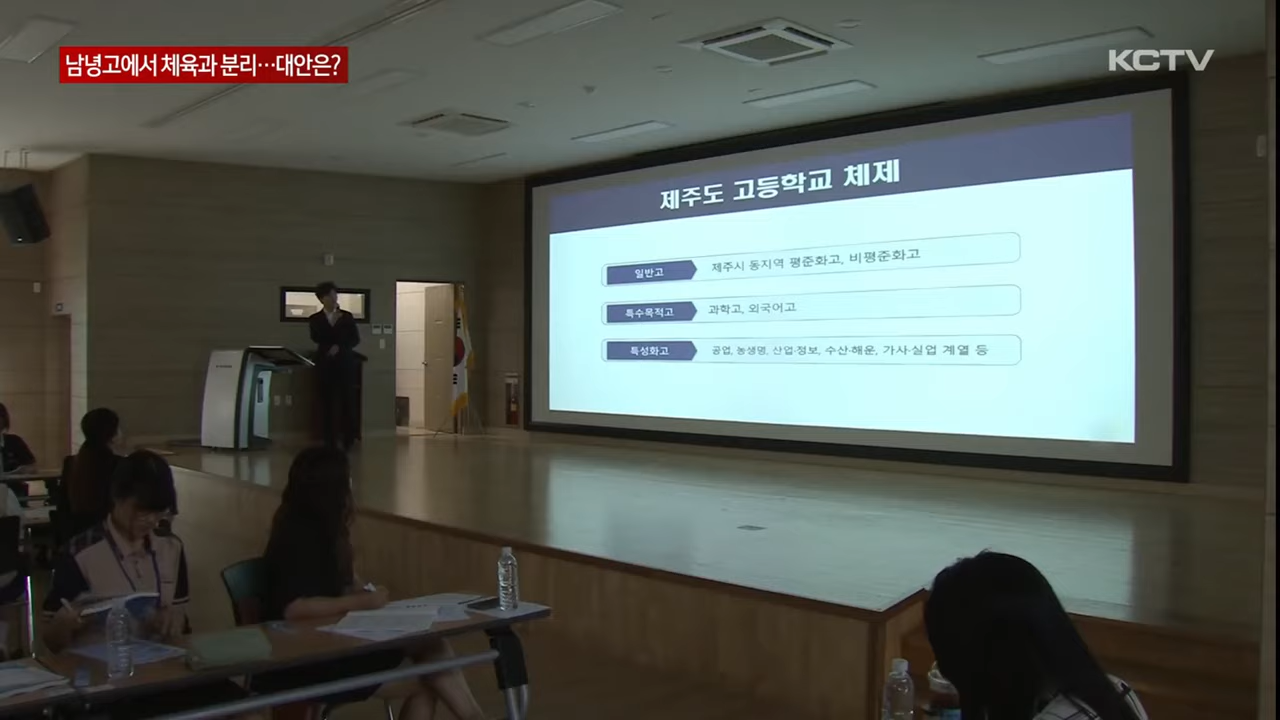 남녕고에서 체육과 분리…대안은?
KCTV
제주도 고등학교 체제
일반고
제주시 동지역 평준화고, 비평준화고
특수목적고
과학고, 외국어고
특성화고
공업, 농생명, 산업·정보, 수산·해운, 가사·실업 계열 등